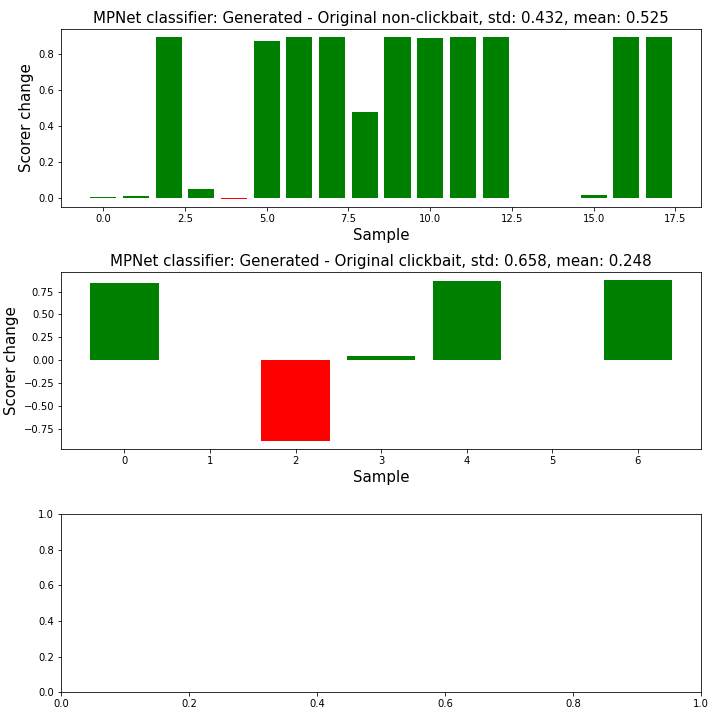 MPNet classifier: Generated - Original non-clickbait, std: 0.432, mean: 0.525
Scorer change
0.8
0.6
0.4
0.2
0.0
0.0 2.5 5.0 7.5 10.0 12.5 15.0 17.5
Sample
MPNet classifier: Generated - Original clickbait, std: 0.658, mean: 0.248
Scorer change
0.75
0.50
0.25
0.00
−0.25
−0.50
−0.75
0 1 2 3 4 5 6
Sample
1.0
0.8
0.6
0.4
0.2
0.0
0.0 0.2 0.4 0.6 0.8 1.0